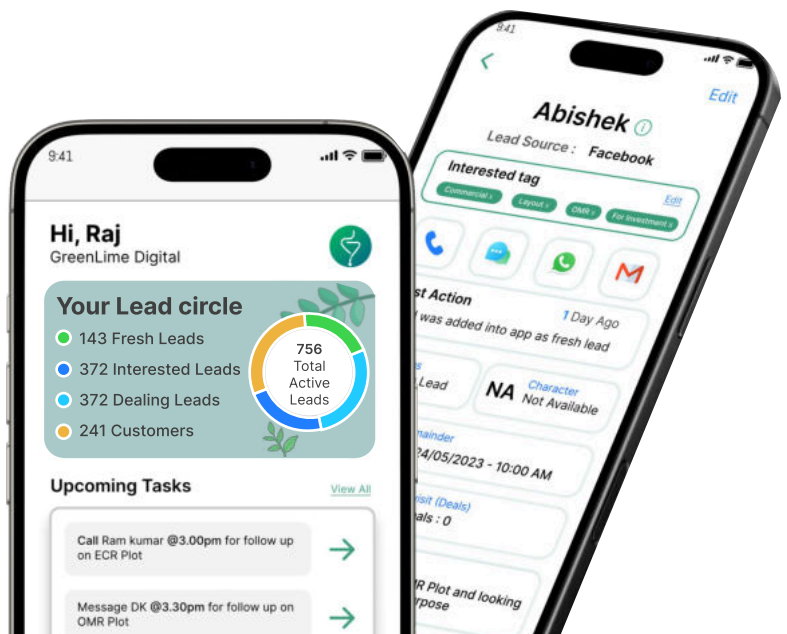 9:41
Hi, Raj
GreenLime Digital
Your Lead circle
143 Fresh Leads
372 Interested Leads
372 Dealing Leads
241 Customers
756
Total
Active
Leads
Upcoming Tasks
View All
Call Ram kumar @3.00pm for follow up
on ECR Plot
Message DK @3.30pm for follow up on
OMR Plot
9:41
Edit
Abishek
Lead Source : Facebook
Interested tag
Edit
Commercial x
Layout x
OMR x
For Investment x
st Action
1 Day Ago
was added into app as fresh lead
Lead
NA
Character
Not Available
mainder
24/05/2023 - 10:00 AM
visit (Deals)
als : 0
R Plot and looking
rpose